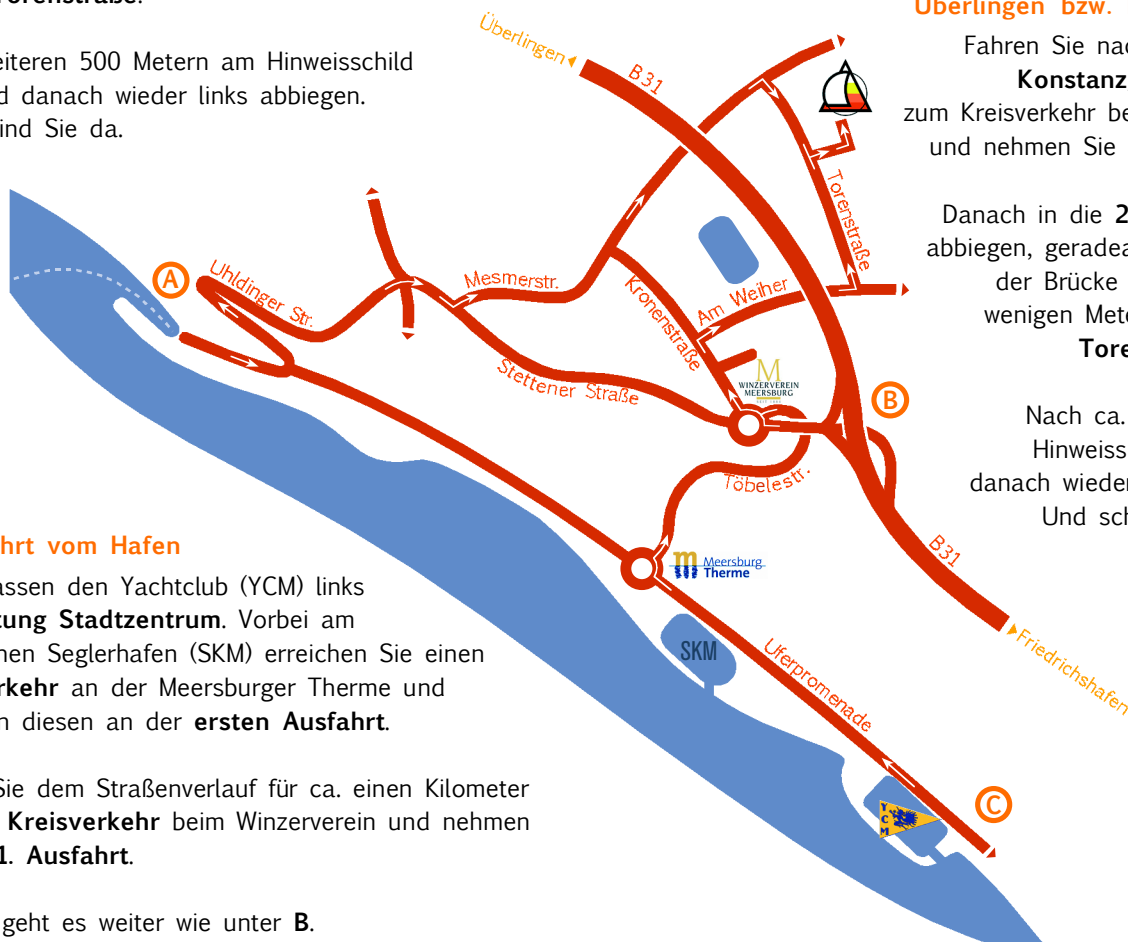 Torenstraße.
eiteren 500 Metern am Hinweisschild
d danach wieder links abbiegen.
ind Sie da.
Überlingen bzw.
Fahren Sie nac
Konstanz
zum Kreisverkehr be
und nehmen Sie
Danach in die 2
abbiegen, geradea
der Brücke
wenigen Mete
Tore
Nach ca.
Hinweiss
danach wieder
Und sch
Überlingen
B31
Torenstraße
A
Uhldinger Str.
Mesmerstr.
Kronenstraße
Am Weiher
Stettener Straße
M
WINZERVEREIN
MEERSBURG
B
Töbelestr.
B31
m Meersburg
Therme
Friedrichshafen
SKM
Uferpromenade
C
YCM
hrt vom Hafen
assen den Yachtclub (YCM) links
tung Stadtzentrum. Vorbei am
hen Seglerhafen (SKM) erreichen Sie einen
rkehr an der Meersburger Therme und
n diesen an der ersten Ausfahrt.
Sie dem Straßenverlauf für ca. einen Kilometer
Kreisverkehr beim Winzerverein und nehmen
1. Ausfahrt.
geht es weiter wie unter B.